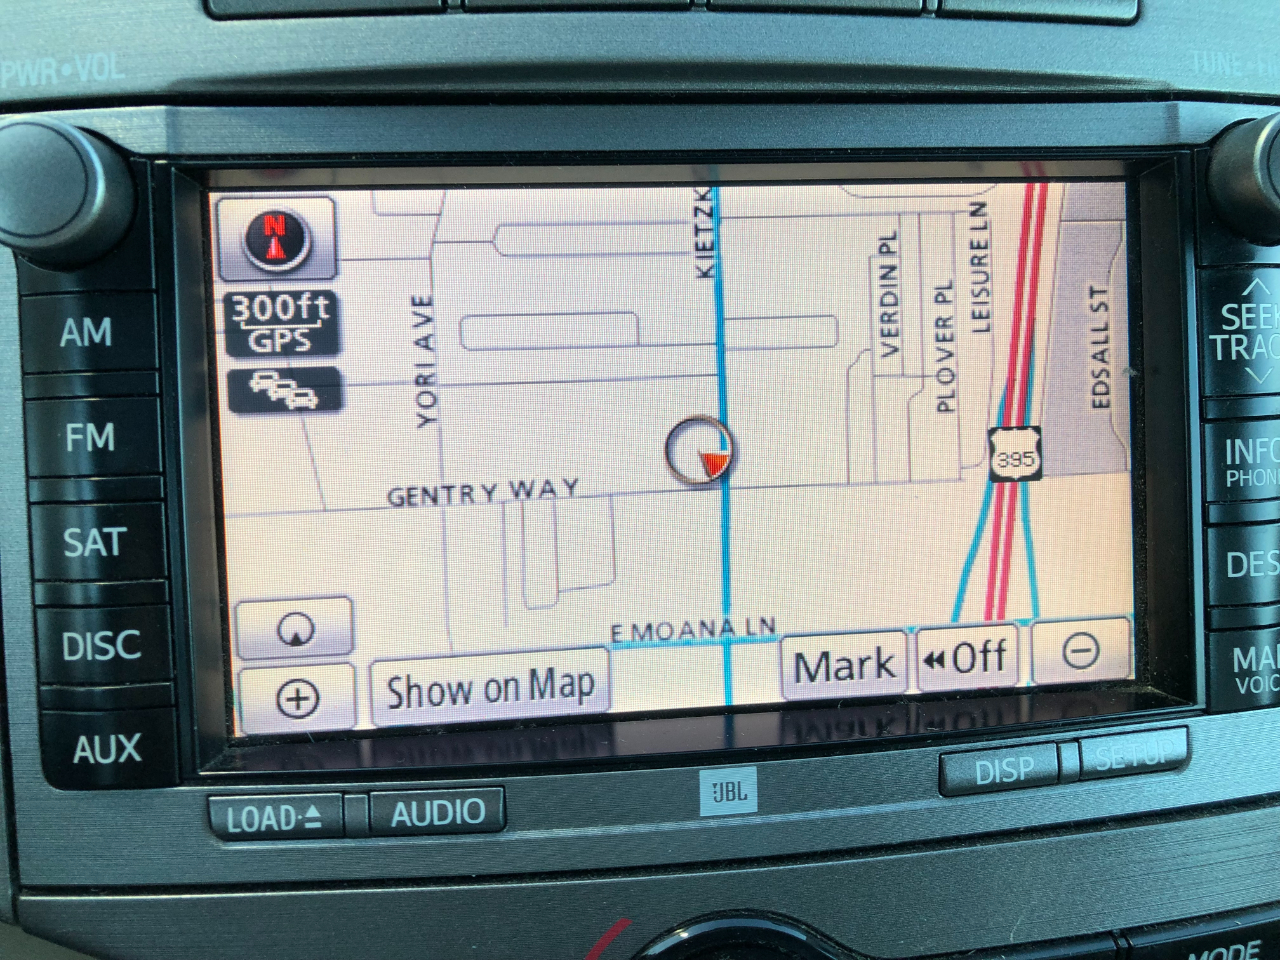 PWR•VOL
TUNE•
N
300ft
GPS
KIETZK
VERDIN PL
PLOVER PL
LEISURE LN
EDSALL ST
YORI AVE
GENTRY WAY
395
E MOANA LN
Show on Map
Mark
Off
AM
FM
SAT
DISC
AUX
SEEK
TRAC
INFO
PHON
DES
MAP
VOIC
LOAD•
AUDIO
JBL
DISP
SETUP
MODE